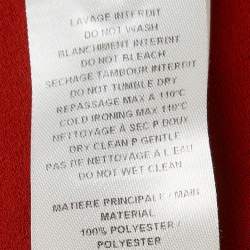 LAVAGE INTERDIT
DO NOT WASH
BLANCHIMENT INTERDIT
DO NOT BLEACH
SECHAGE TAMBOUR INTERDIT
DO NOT TUMBLE DRY
REPASSAGE MAX A 110°C
COLD IRONING MAX 110°C
NETTOYAGE À SEC P DOUX
DRY CLEAN P GENTLE
PAS DE NETTOYAGE À L'EAU
DO NOT WET CLEAN
MATIERE PRINCIPALE / MAIN
MATERIAL
100% POLYESTER /
POLYESTER